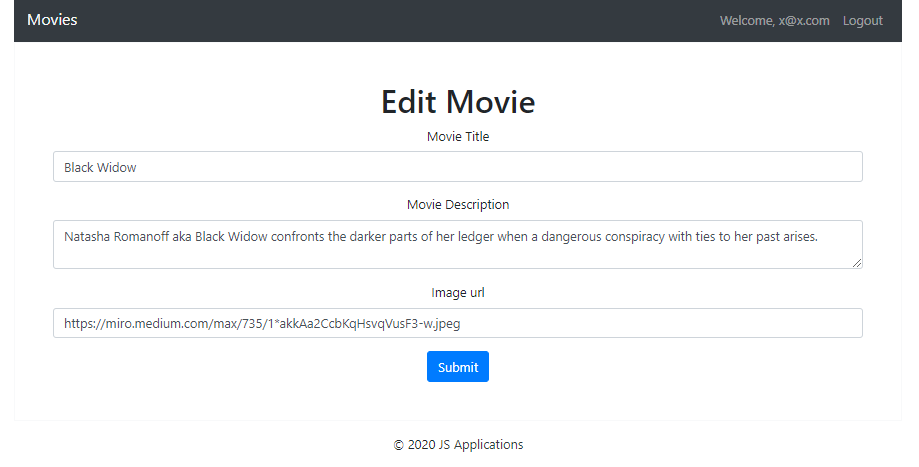 Movies
Welcome, x@x.com Logout
Edit Movie
Movie Title
Black Widow
Movie Description
Natasha Romanoff aka Black Widow confronts the darker parts of her ledger when a dangerous conspiracy with ties to her past arises.
Image url
https://miro.medium.com/max/735/1*akkAa2CcbKqHsvqVusF3-w.jpeg
Submit
© 2020 JS Applications